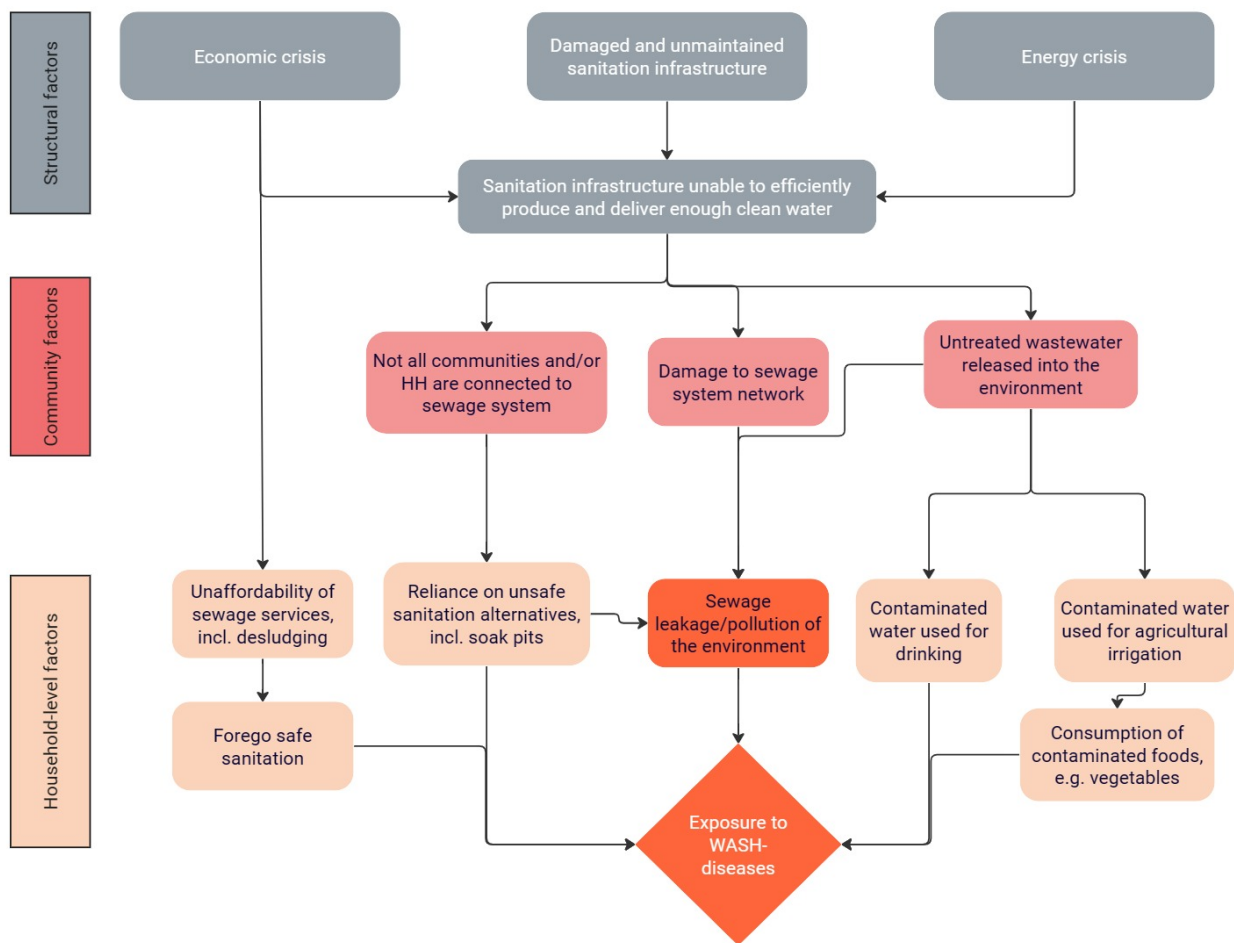 Structural factors
Economic crisis
Damaged and unmaintained
sanitation infrastructure
Energy crisis
Sanitation infrastructure unable to efficiently
produce and deliver enough clean water
Community factors
Not all communities and/or
HH are connected to
sewage system
Damage to sewage
system network
Untreated wastewater
released into the
environment
Household-level factors
Unaffordability of
sewage services,
incl. desludging
Reliance on unsafe
sanitation alternatives,
incl. soak pits
Sewage
leakage/pollution of
the environment
Contaminated
water used for
drinking
Contaminated water
used for agricultural
irrigation
Forego safe
sanitation
Consumption of
contaminated foods,
e.g. vegetables
Exposure to
WASH-
diseases